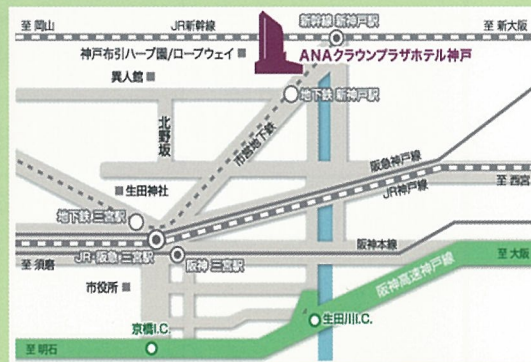 至 岡山
JR新幹線
新幹線 新神戸駅
至 新大阪
神戸布引ハーブ園/ロープウェイ
ANAクラウンプラザホテル神戸
異人館
地下鉄 新神戸駅
北野坂
市営地下鉄
阪急神戸線
JR神戸線
至 西宮
生田神社
地下鉄 三宮駅
阪神本線
至 須磨
JR・阪急 三宮駅
阪神 三宮駅
至 大阪
阪神高速神戸線
市役所
生田川I.C.
京橋I.C.
至 明石